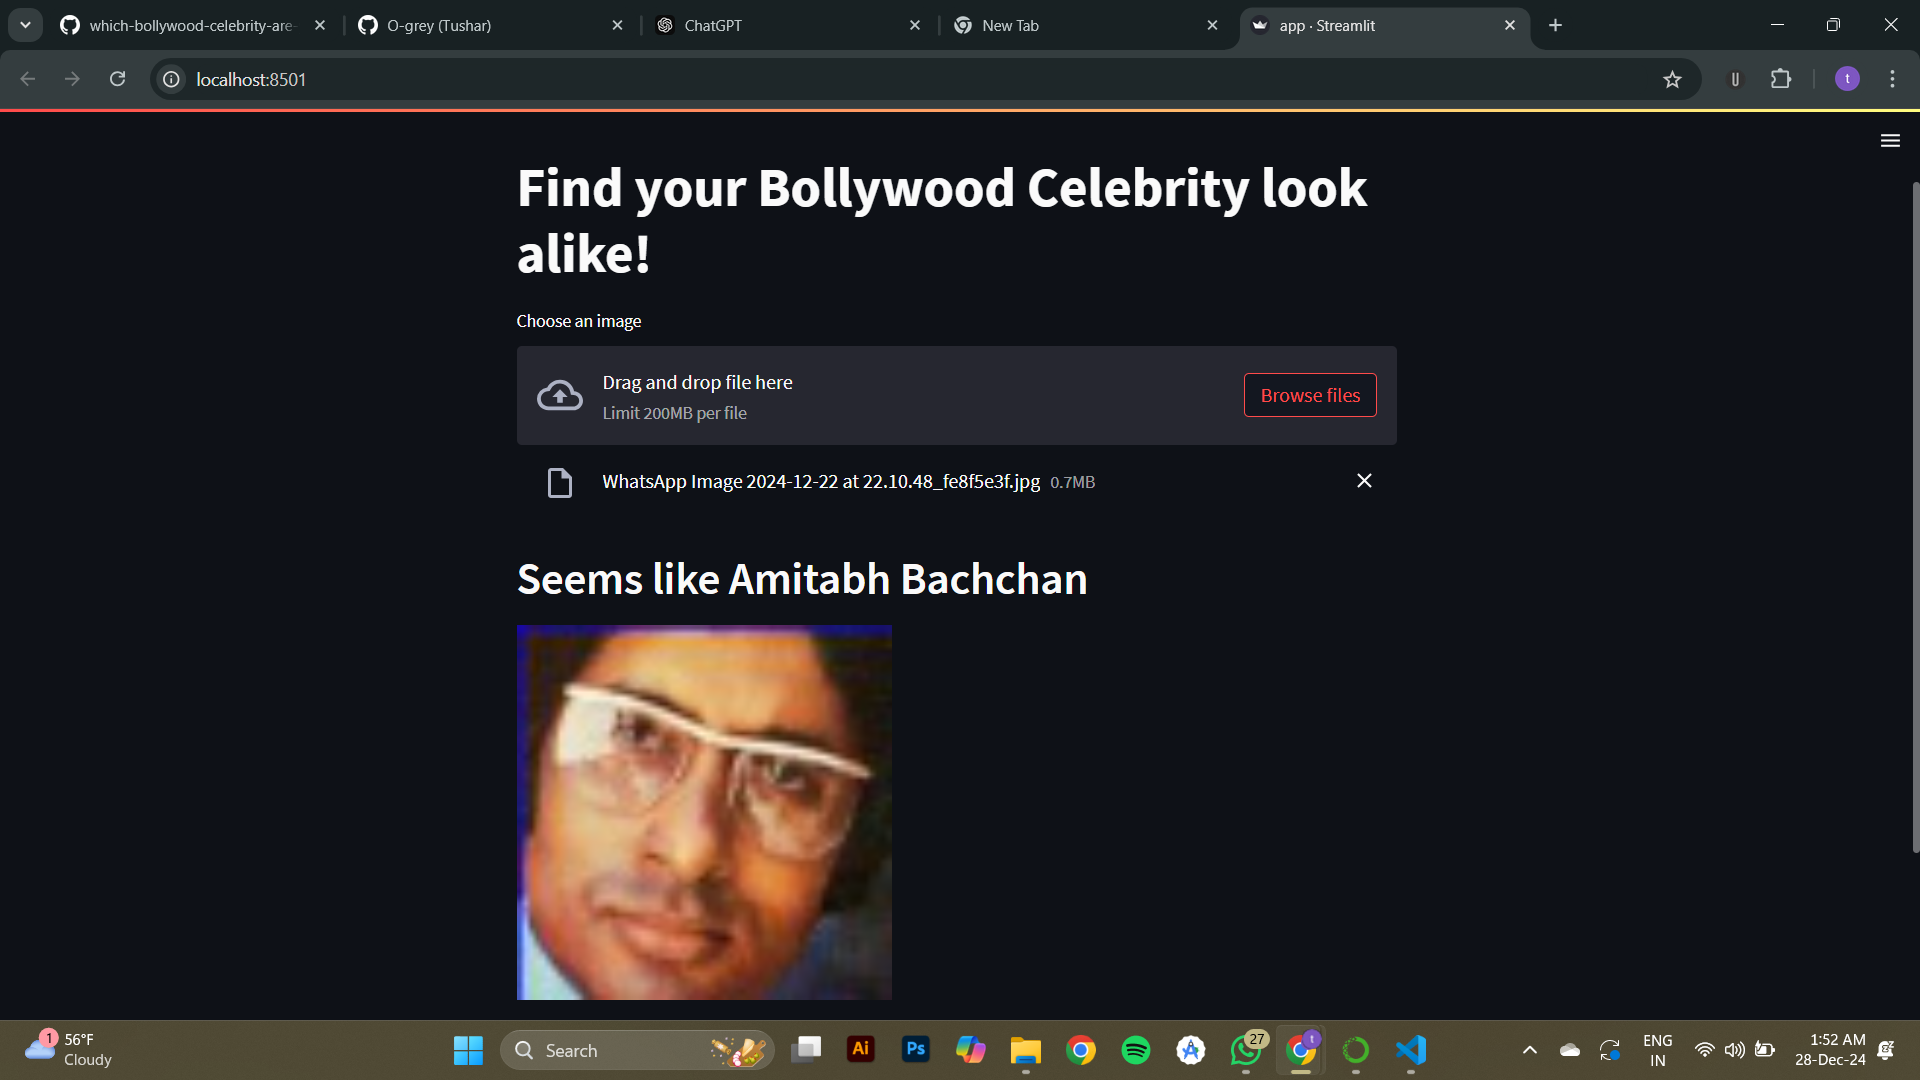 which-bollywood-celebrity-are-
O-grey (Tushar)
ChatGPT
New Tab
app · Streamlit
localhost:8501
t
Find your Bollywood Celebrity look
alike!
Choose an image
Drag and drop file here
Limit 200MB per file
Browse files
WhatsApp Image 2024-12-22 at 22.10.48_fe8f5e3f.jpg 0.7MB
Seems like Amitabh Bachchan
1
56°F
Cloudy
Search
Ai
Ps
27
t
ENG
IN
1:52 AM
28-Dec-24